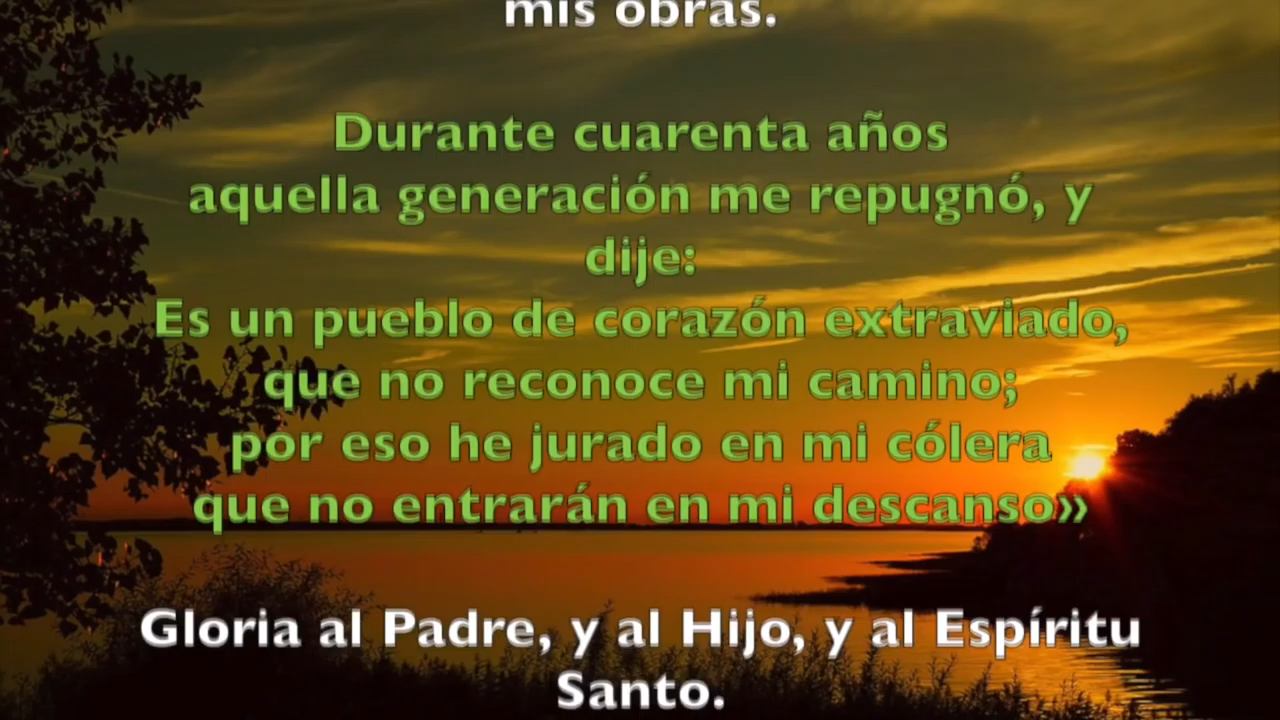 mis obras.
Durante cuarenta años
aquella generación me repugnó, y
dije:
Es un pueblo de corazón extraviado,
que no reconoce mi camino;
por eso he jurado en mi cólera
que no entrarán en mi descanso»
Gloria al Padre, y al Hijo, y al Espíritu
Santo.